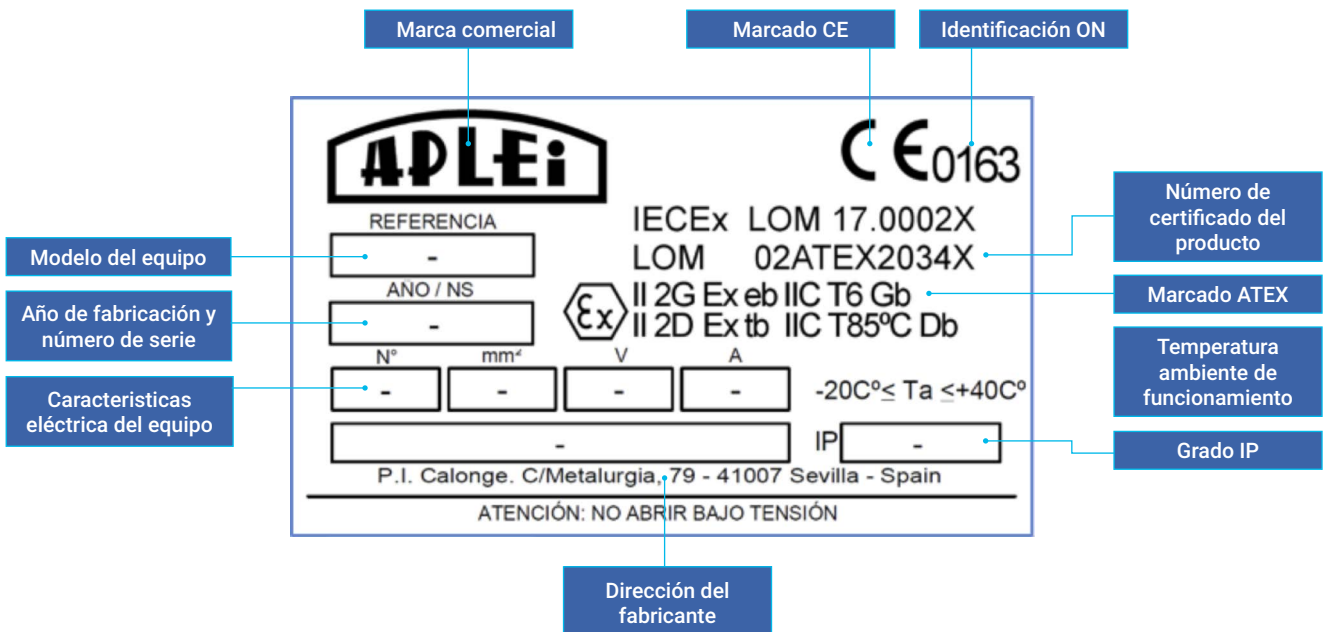 Marca comercial
Marcado CE
Identificación ON
APLEi
CE0163
IECEx LOM 17.0002X
LOM 02ATEX2034X
Número de
certificado del
producto
REFERENCIA
-
Modelo del equipo
AÑO / NS
-
Año de fabricación y
número de serie
Ex
II 2G Ex eb IIC T6 Gb
II 2D Ex tb IIC T85ºC Db
Marcado ATEX
Nº mm² V A
- - - -
Caracteristicas
eléctrica del equipo
-20Cº≤ Ta ≤+40Cº
Temperatura
ambiente de
funcionamiento
-
IP -
Grado IP
P.I. Calonge. C/Metalurgia, 79 - 41007 Sevilla - Spain
ATENCIÓN: NO ABRIR BAJO TENSIÓN
Dirección del
fabricante